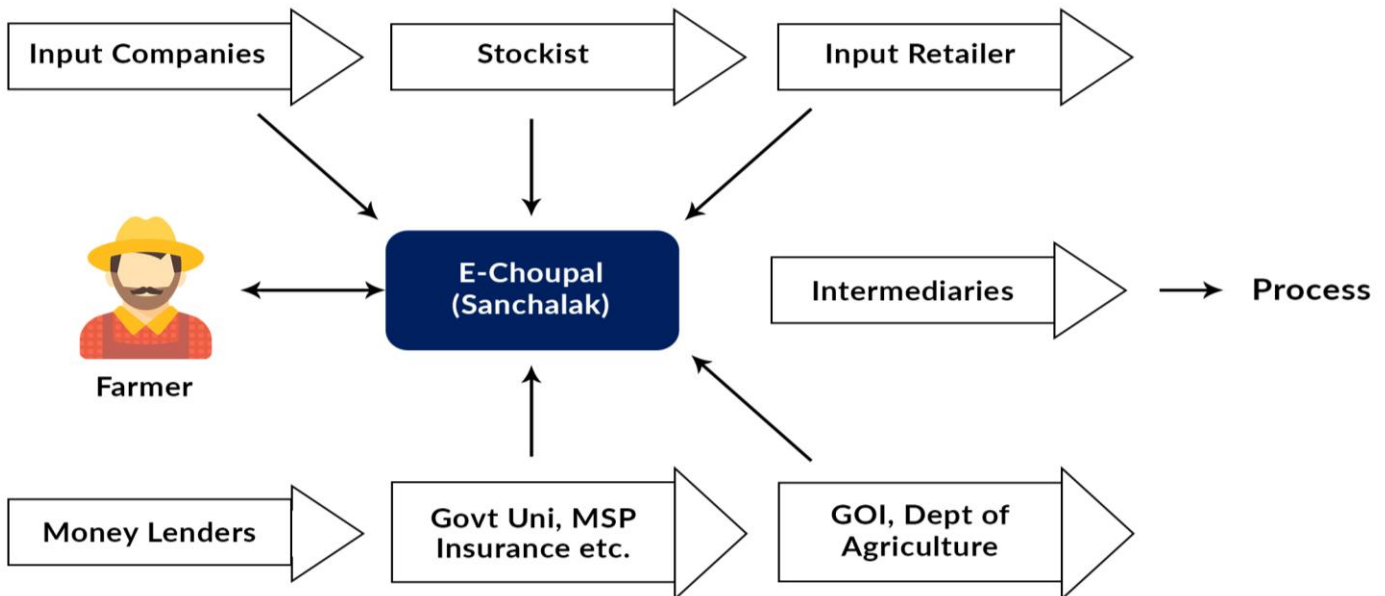 Input Companies
Stockist
Input Retailer
E-Choupal
(Sanchalak)
Intermediaries
Process
Farmer
Money Lenders
Govt Uni, MSP
Insurance etc.
GOI, Dept of
Agriculture